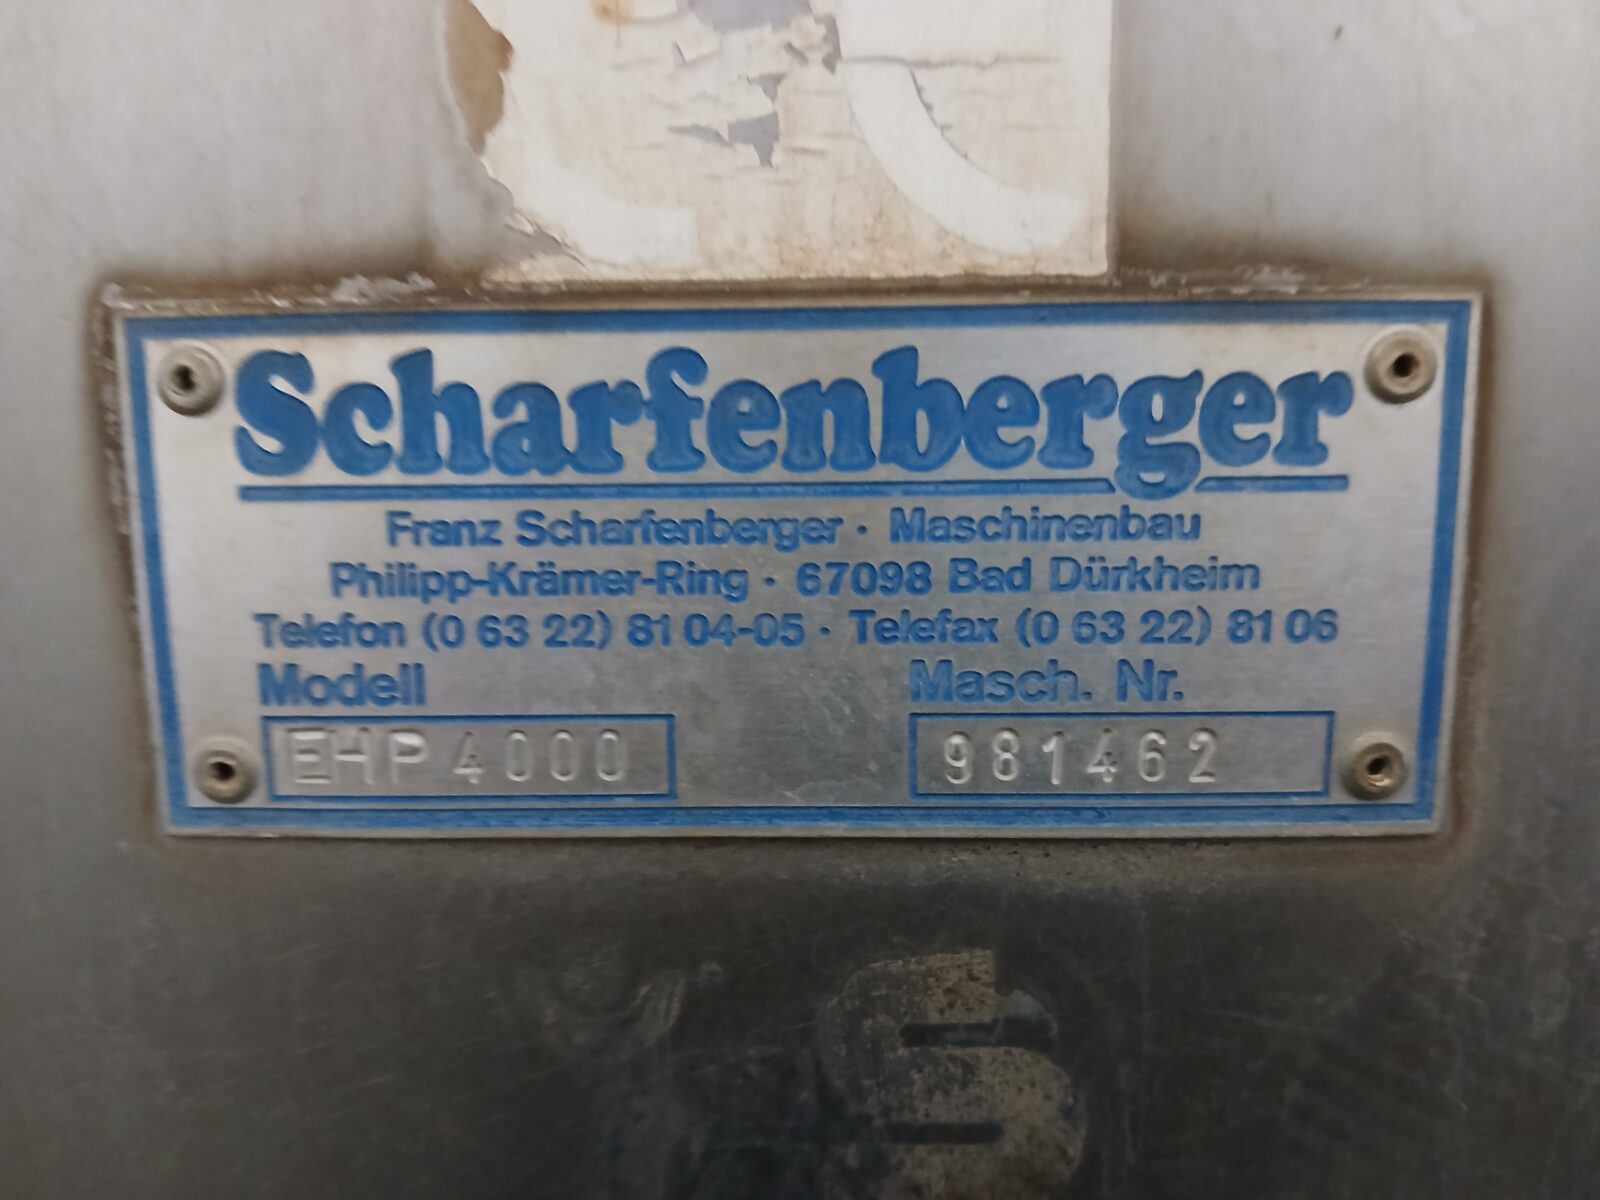 Scharfenberger
Franz Scharfenberger · Maschinenbau
Philipp-Krämer-Ring · 67098 Bad Dürkheim
Telefon (0 63 22) 81 04-05 · Telefax (0 63 22) 81 06
Modell Masch. Nr.
EHP 4000 981462